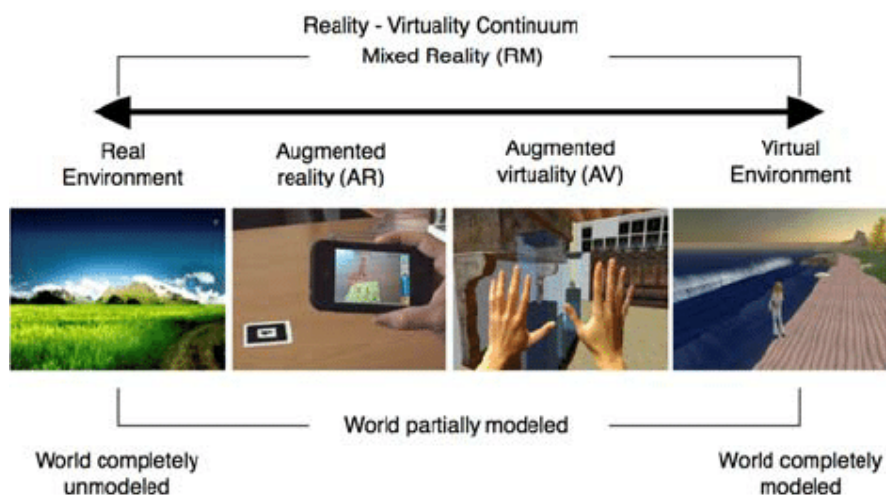 Reality - Virtuality Continuum
Mixed Reality (RM)
Real
Environment
Augmented
reality (AR)
Augmented
virtuality (AV)
Virtual
Environment
World partially modeled
World completely
unmodeled
World completely
modeled